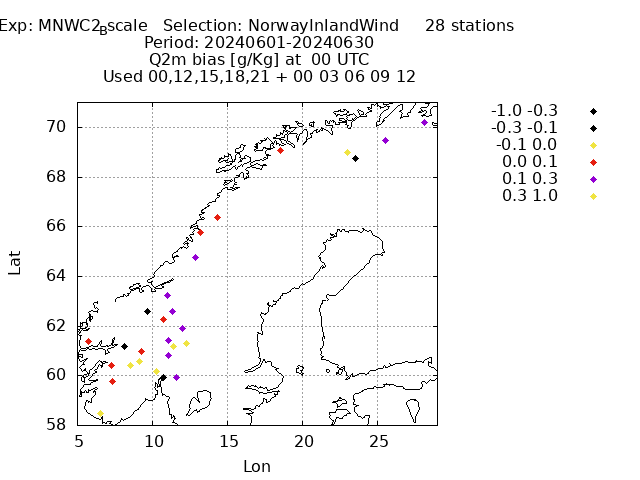 Exp: MNWC2Bscale   Selection: NorwayInlandWind     28 stations
Period: 20240601-20240630
Q2m bias [g/Kg] at  00 UTC
Used 00,12,15,18,21 + 00 03 06 09 12
-1.0 -0.3
-0.3 -0.1
-0.1 0.0
0.0 0.1
0.1 0.3
0.3 1.0
70
68
66
64
62
60
58
Lat
5 10 15 20 25
Lon